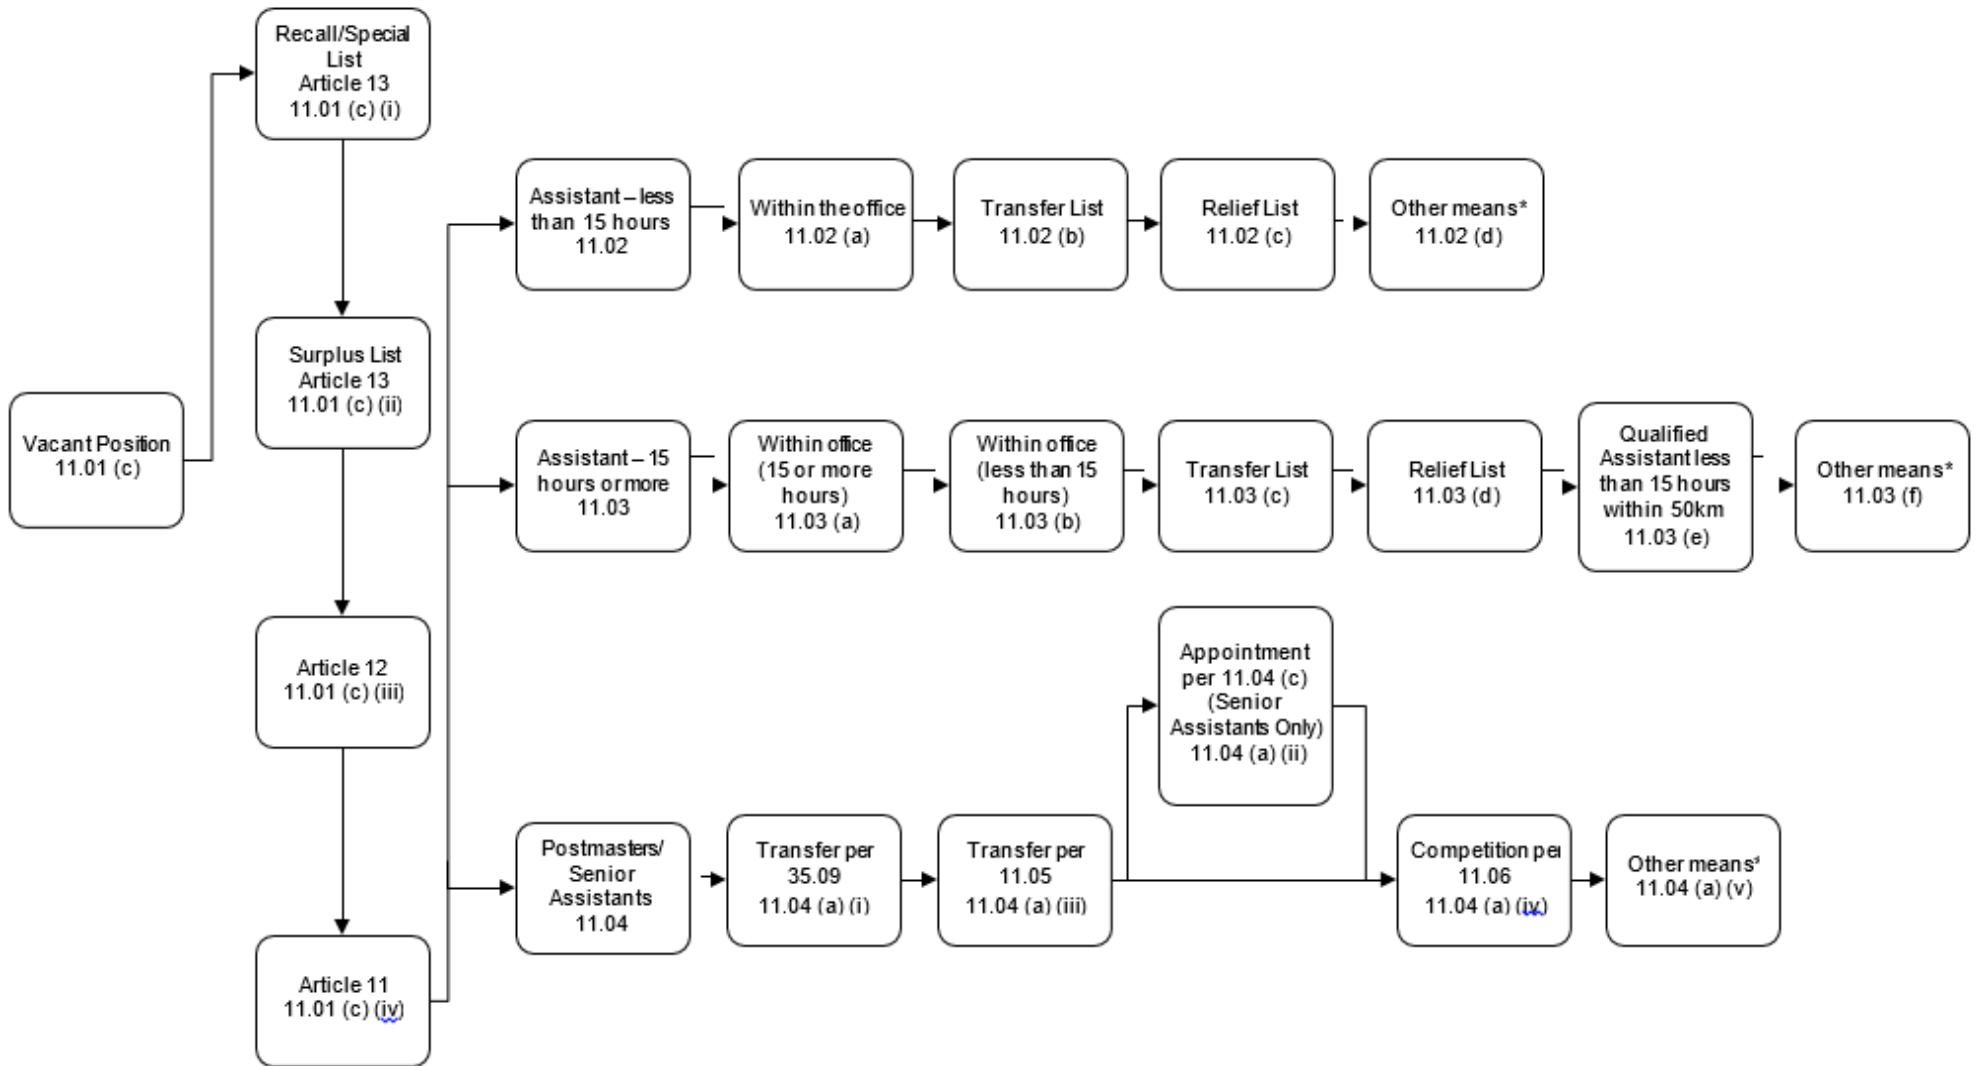 Recall/Special
List
Article 13
11.01 (c) (i)
Assistant – less
than 15 hours
11.02
Within the office
11.02 (a)
Transfer List
11.02 (b)
Relief List
11.02 (c)
Other means*
11.02 (d)
Surplus List
Article 13
11.01 (c) (ii)
Vacant Position
11.01 (c)
Assistant – 15
hours or more
11.03
Within office
(15 or more
hours)
11.03 (a)
Within office
(less than 15
hours)
11.03 (b)
Transfer List
11.03 (c)
Relief List
11.03 (d)
Qualified
Assistant less
than 15 hours
within 50km
11.03 (e)
Other means*
11.03 (f)
Article 12
11.01 (c) (iii)
Appointment
per 11.04 (c)
(Senior
Assistants Only)
11.04 (a) (ii)
Postmasters/
Senior
Assistants
11.04
Transfer per
35.09
11.04 (a) (i)
Transfer per
11.05
11.04 (a) (iii)
Competition per
11.06
11.04 (a) (iv)
Other means*
11.04 (a) (v)
Article 11
11.01 (c) (iv)